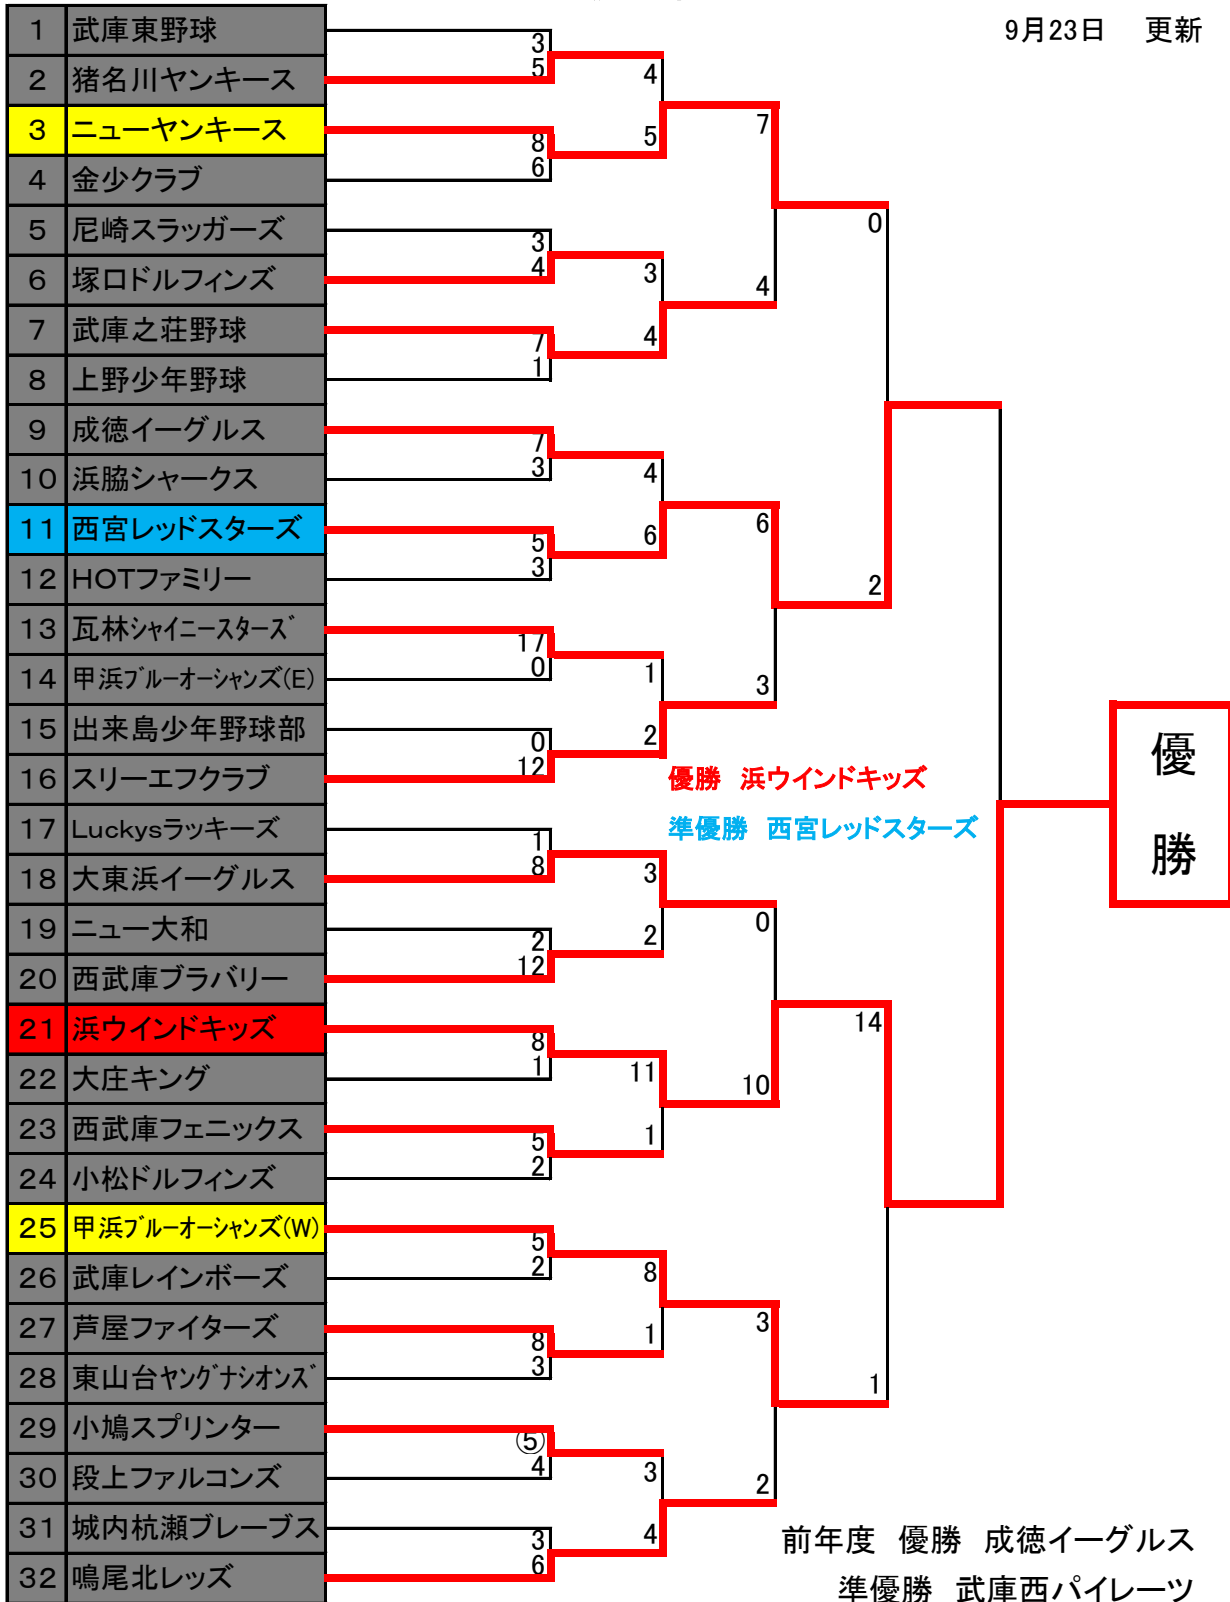 9月23日 更新
1 武庫東野球
2 猪名川ヤンキース
3 ニューヤンキース
4 金少クラブ
5 尼崎スラッガーズ
6 塚口ドルフィンズ
7 武庫之荘野球
8 上野少年野球
9 成徳イーグルス
10 浜脇シャークス
11 西宮レッドスターズ
12 HOTファミリー
13 瓦林シャイニースターズ
14 甲浜ブルーオーシャンズ(E)
15 出来島少年野球部
16 スリーエフクラブ
17 Luckysラッキーズ
18 大東浜イーグルス
19 ニュー大和
20 西武庫ブラバリー
21 浜ウインドキッズ
22 大庄キング
23 西武庫フェニックス
24 小松ドルフィンズ
25 甲浜ブルーオーシャンズ(W)
26 武庫レインボーズ
27 芦屋ファイターズ
28 東山台ヤングナシオンズ
29 小鳩スプリンター
30 段上ファルコンズ
31 城内杭瀬ブレーブス
32 鳴尾北レッズ
3
5
8
6
3
4
7
1
7
3
5
3
17
0
0
12
1
8
2
12
8
1
5
2
5
2
8
3
⑤
4
3
6
4
5
3
4
4
6
1
2
3
2
11
1
8
1
3
4
7
4
6
3
0
10
3
2
0
2
14
1
優勝 浜ウインドキッズ
準優勝 西宮レッドスターズ
優
勝
前年度 優勝 成徳イーグルス
準優勝 武庫西パイレーツ